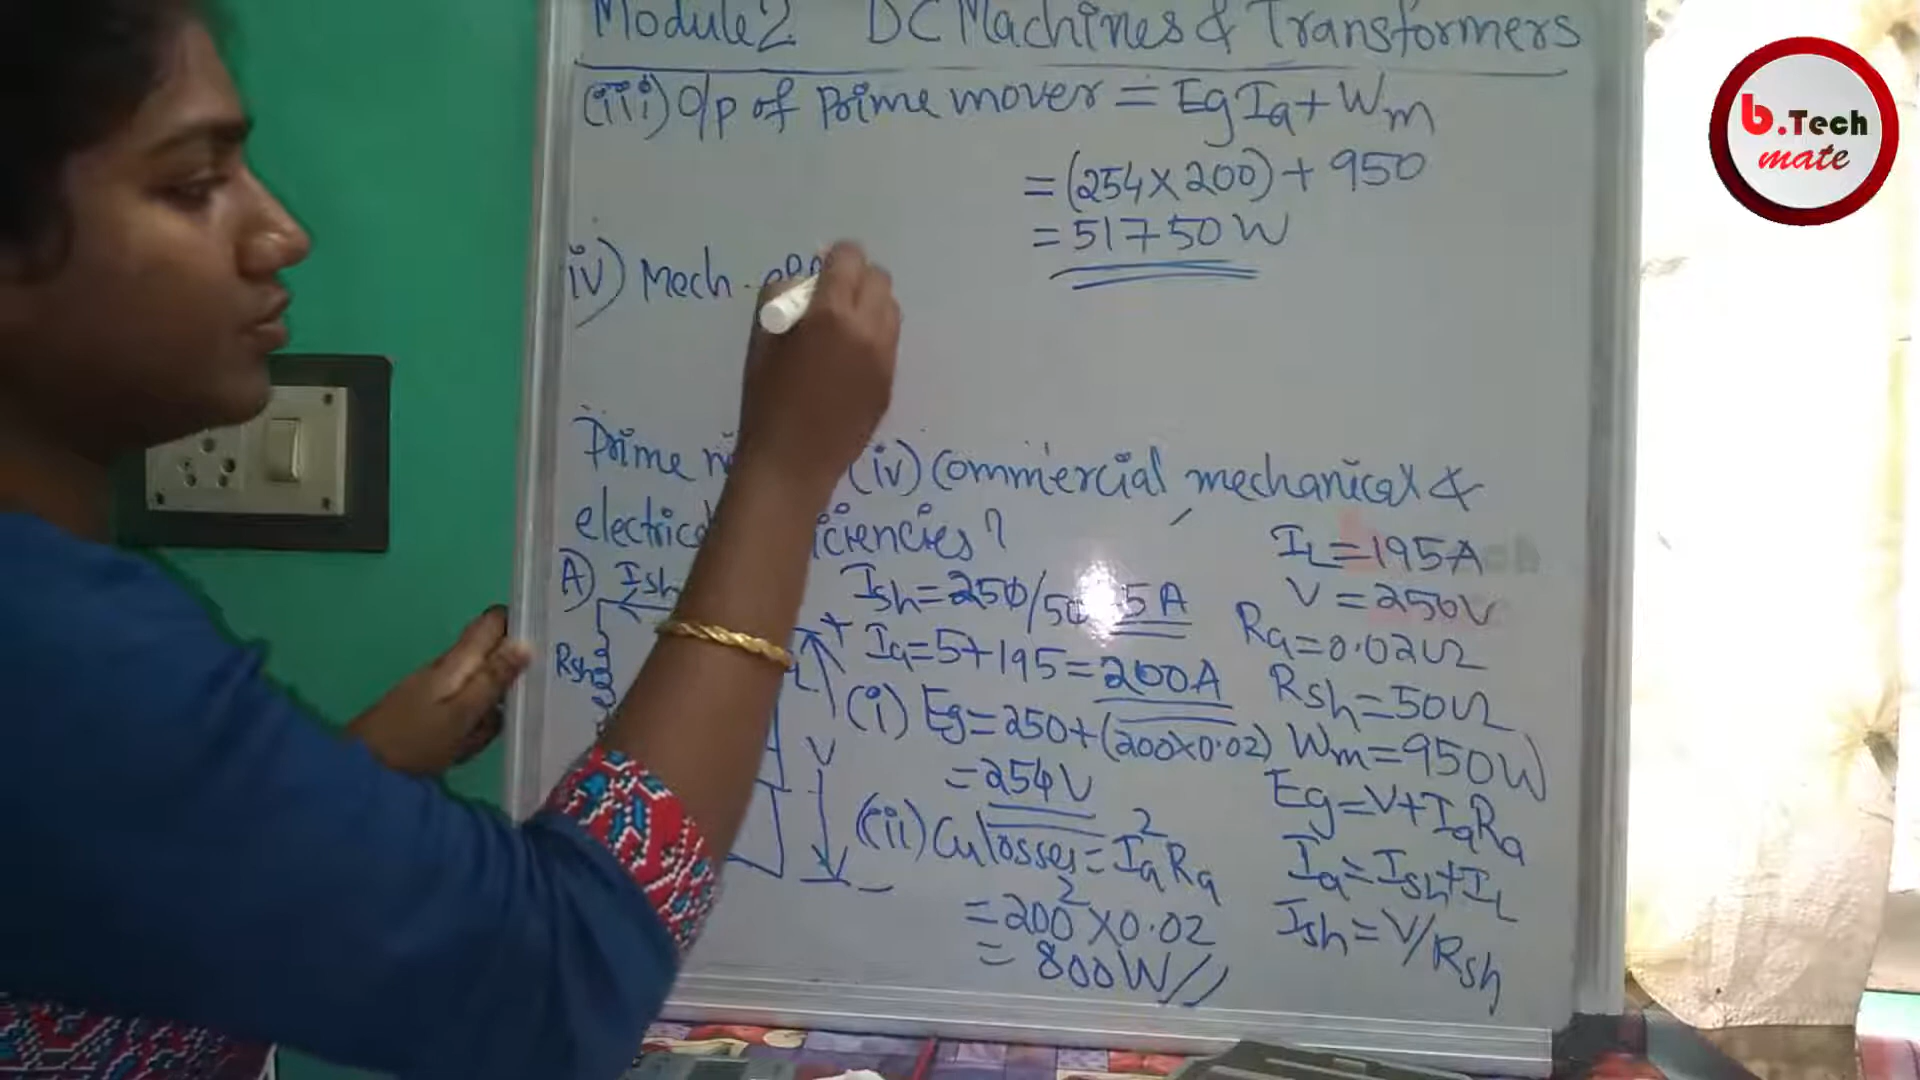 Module 2 DC Machines & Transformers
(iii) O/p of Prime mover = EgIa + Wm
= (254 × 200) + 950
= 51750 W
iv) Mech.
Prime (iv) Commercial, mechanical &
electrical efficiencies?
A) Ish
Rsh
+
V
Ish = 250/50 = 5A
Ia = 5 + 195 = 200A
(i) Eg = 250 + (200×0.02)
= 254V
(ii) Cu losses = Ia²Ra
= 200² × 0.02
= 800W //
IL = 195A
V = 250V
Ra = 0.02Ω
Rsh = 50Ω
Wm = 950W
Eg = V + IaRa
Ia = Ish + IL
Ish = V/Rsh
b.Tech
mate